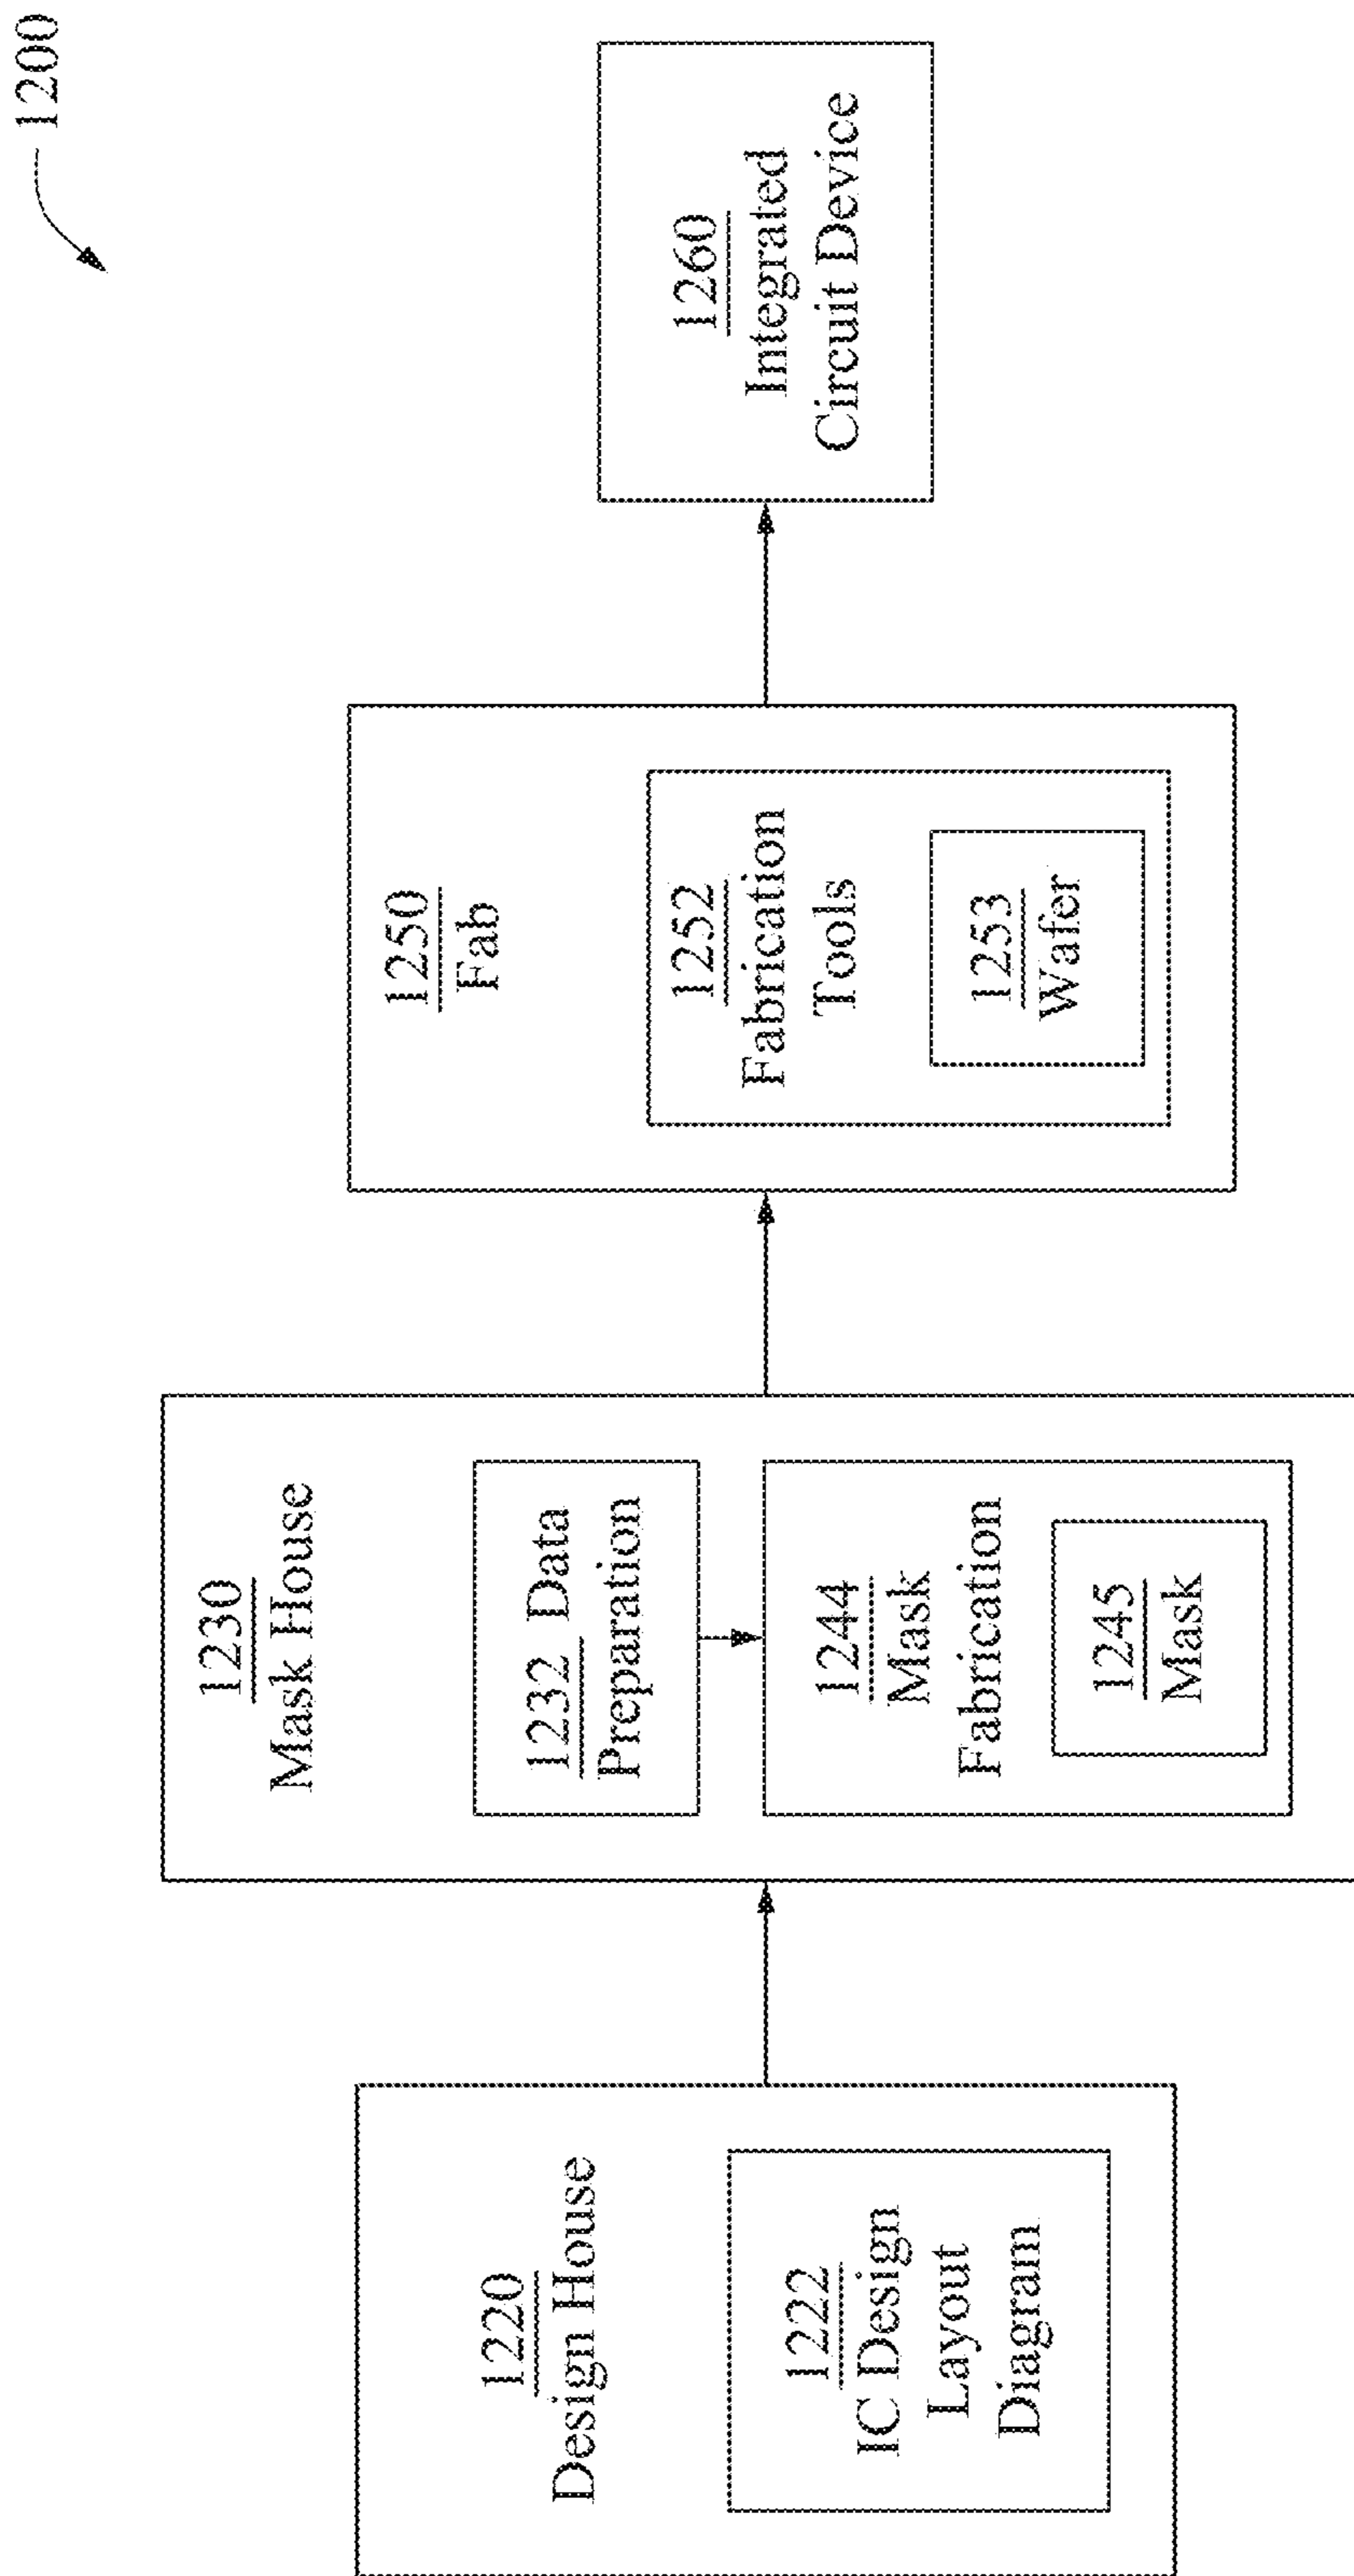 1200
1220
Design House
1222
IC Design
Layout
Diagram
1230
Mask House
1232 Data
Preparation
1244
Mask
Fabrication
1245
Mask
1250
Fab
1252
Fabrication
Tools
1253
Wafer
1260
Integrated
Circuit Device